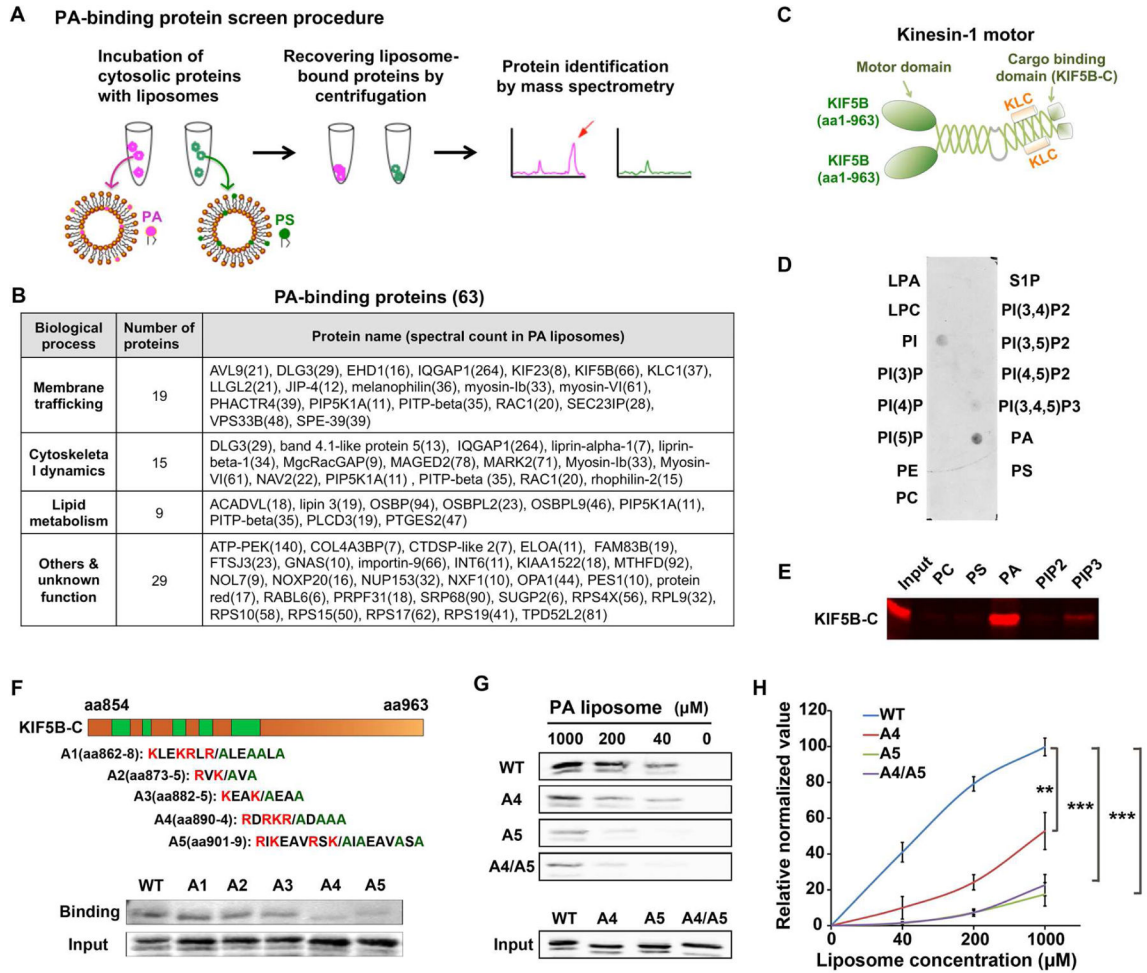 A
PA-binding protein screen procedure
Incubation of
cytosolic proteins
with liposomes
Recovering liposome-
bound proteins by
centrifugation
Protein identification
by mass spectrometry
PA
PS
B
PA-binding proteins (63)
Biological
process
Number of
proteins
Protein name (spectral count in PA liposomes)
Membrane
trafficking
19
AVL9(21), DLG3(29), EHD1(16), IQGAP1(264), KIF23(8), KIF5B(66), KLC1(37),
LLGL2(21), JIP-4(12), melanophilin(36), myosin-Ib(33), myosin-VI(61),
PHACTR4(39), PIP5K1A(11), PITP-beta(35), RAC1(20), SEC23IP(28),
VPS33B(48), SPE-39(39)
Cytoskeleta
l dynamics
15
DLG3(29), band 4.1-like protein 5(13), IQGAP1(264), liprin-alpha-1(7), liprin-
beta-1(34), MgcRacGAP(9), MAGED2(78), MARK2(71), Myosin-Ib(33), Myosin-
VI(61), NAV2(22), PIP5K1A(11) , PITP-beta (35), RAC1(20), rhophilin-2(15)
Lipid
metabolism
9
ACADVL(18), lipin 3(19), OSBP(94), OSBPL2(23), OSBPL9(46), PIP5K1A(11),
PITP-beta(35), PLCD3(19), PTGES2(47)
Others &
unknown
function
29
ATP-PEK(140), COL4A3BP(7), CTDSP-like 2(7), ELOA(11), FAM83B(19),
FTSJ3(23), GNAS(10), importin-9(66), INT6(11), KIAA1522(18), MTHFD(92),
NOL7(9), NOXP20(16), NUP153(32), NXF1(10), OPA1(44), PES1(10), protein
red(17), RABL6(6), PRPF31(18), SRP68(90), SUGP2(6), RPS4X(56), RPL9(32),
RPS10(58), RPS15(50), RPS17(62), RPS19(41), TPD52L2(81)
C
Kinesin-1 motor
Motor domain
Cargo binding
domain (KIF5B-C)
KIF5B
(aa1-963)
KLC
KIF5B
(aa1-963)
KLC
D
LPA
S1P
LPC
PI(3,4)P2
PI
PI(3,5)P2
PI(3)P
PI(4,5)P2
PI(4)P
PI(3,4,5)P3
PI(5)P
PA
PE
PS
PC
E
Input PC PS PA PIP2 PIP3
KIF5B-C
F
aa854 aa963
KIF5B-C
A1(aa862-8): KLEKRLR/ALEAALA
A2(aa873-5): RVK/AVA
A3(aa882-5): KEAK/AEAA
A4(aa890-4): RDRKR/ADAAA
A5(aa901-9): RIKEAVRSK/AIAEAVASA
WT A1 A2 A3 A4 A5
Binding
Input
G
PA liposome (μM)
1000 200 40 0
WT
A4
A5
A4/A5
WT A4 A5 A4/A5
Input
H
Relative normalized value
120
100
80
60
40
20
0
WT
A4
A5
A4/A5
**
***
***
0 40 200 1000
Liposome concentration (μM)